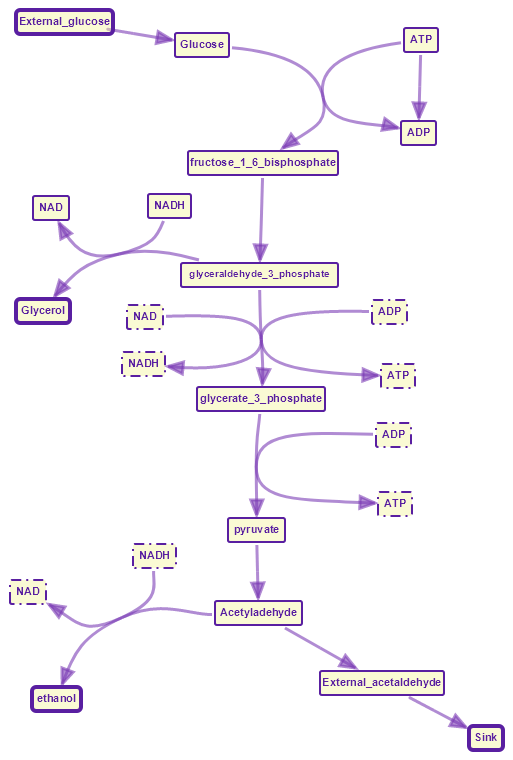 External_glucose
Glucose
ATP
ADP
fructose_1_6_bisphosphate
NAD
NADH
glyceraldehyde_3_phosphate
Glycerol
NAD
ADP
NADH
ATP
glycerate_3_phosphate
ADP
ATP
pyruvate
NADH
NAD
Acetyladehyde
External_acetaldehyde
ethanol
Sink